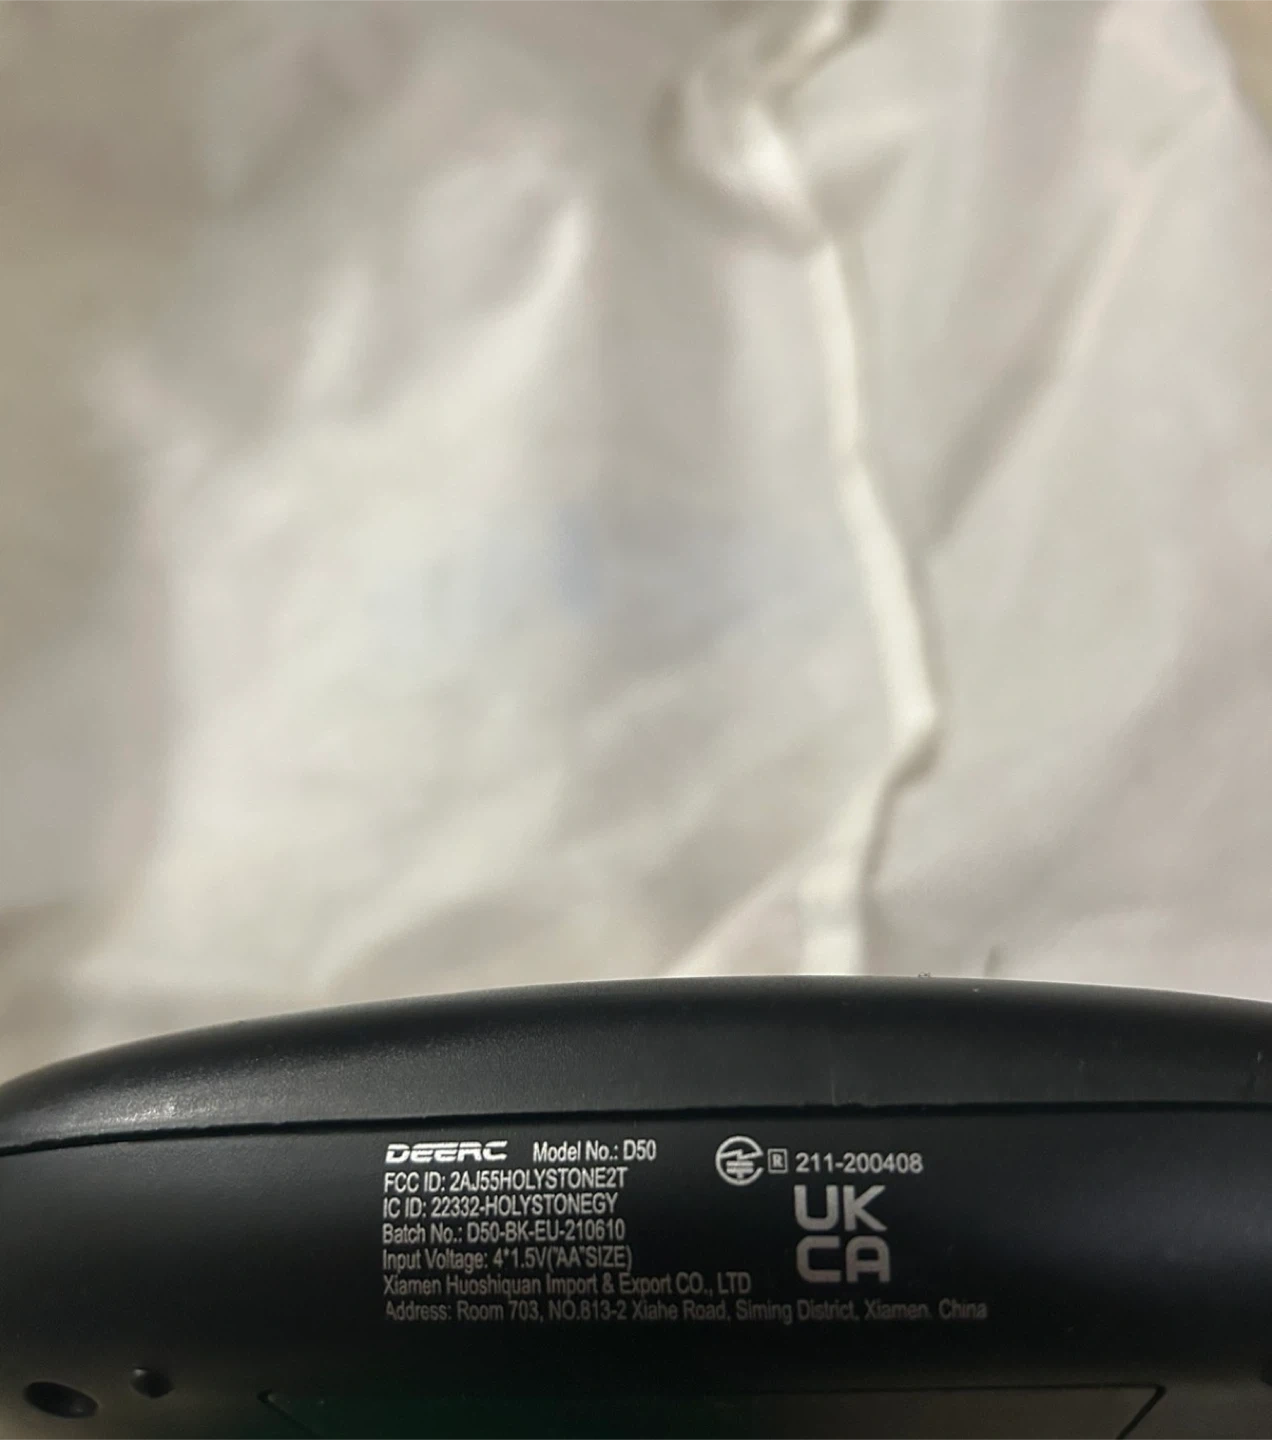 DEERC Model No.: D50
FCC ID: 2AJ55HOLYSTONE2T
IC ID: 22332-HOLYSTONEGY
Batch No.: D50-BK-EU-210610
Input Voltage: 4*1.5V("AA"SIZE)
Xiamen Huoshiquan Import & Export CO., LTD
Address: Room 703, NO.813-2 Xiahe Road, Siming District, Xiamen. China
R 211-200408
UK
CA